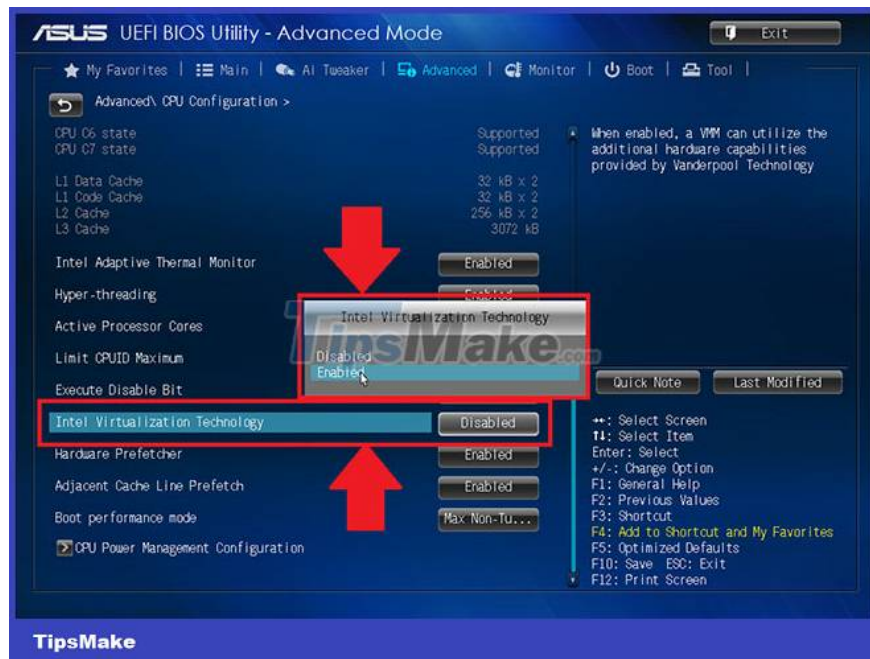 ASUS UEFI BIOS Utility - Advanced Mode
Exit
My Favorites | Main | Ai Tweaker | Advanced | Monitor | Boot | Tool |
Advanced\ CPU Configuration >
CPU C6 state Supported
CPU C7 state Supported
L1 Data Cache 32 kB x 2
L1 Code Cache 32 kB x 2
L2 Cache 256 kB x 2
L3 Cache 3072 kB
Intel Adaptive Thermal Monitor Enabled
Hyper-threading Enabled
Active Processor Cores
Limit CPUID Maximum
Execute Disable Bit
Intel Virtualization Technology Disabled
Hardware Prefetcher Enabled
Adjacent Cache Line Prefetch Enabled
Boot performance mode Max Non-Tu...
CPU Power Management Configuration
Intel Virtualization Technology
Disabled
Enabled
TipsMake.com
When enabled, a VMM can utilize the
additional hardware capabilities
provided by Vanderpool Technology
Quick Note Last Modified
→←: Select Screen
↑↓: Select Item
Enter: Select
+/-: Change Option
F1: General Help
F2: Previous Values
F3: Shortcut
F4: Add to Shortcut and My Favorites
F5: Optimized Defaults
F10: Save ESC: Exit
F12: Print Screen
TipsMake